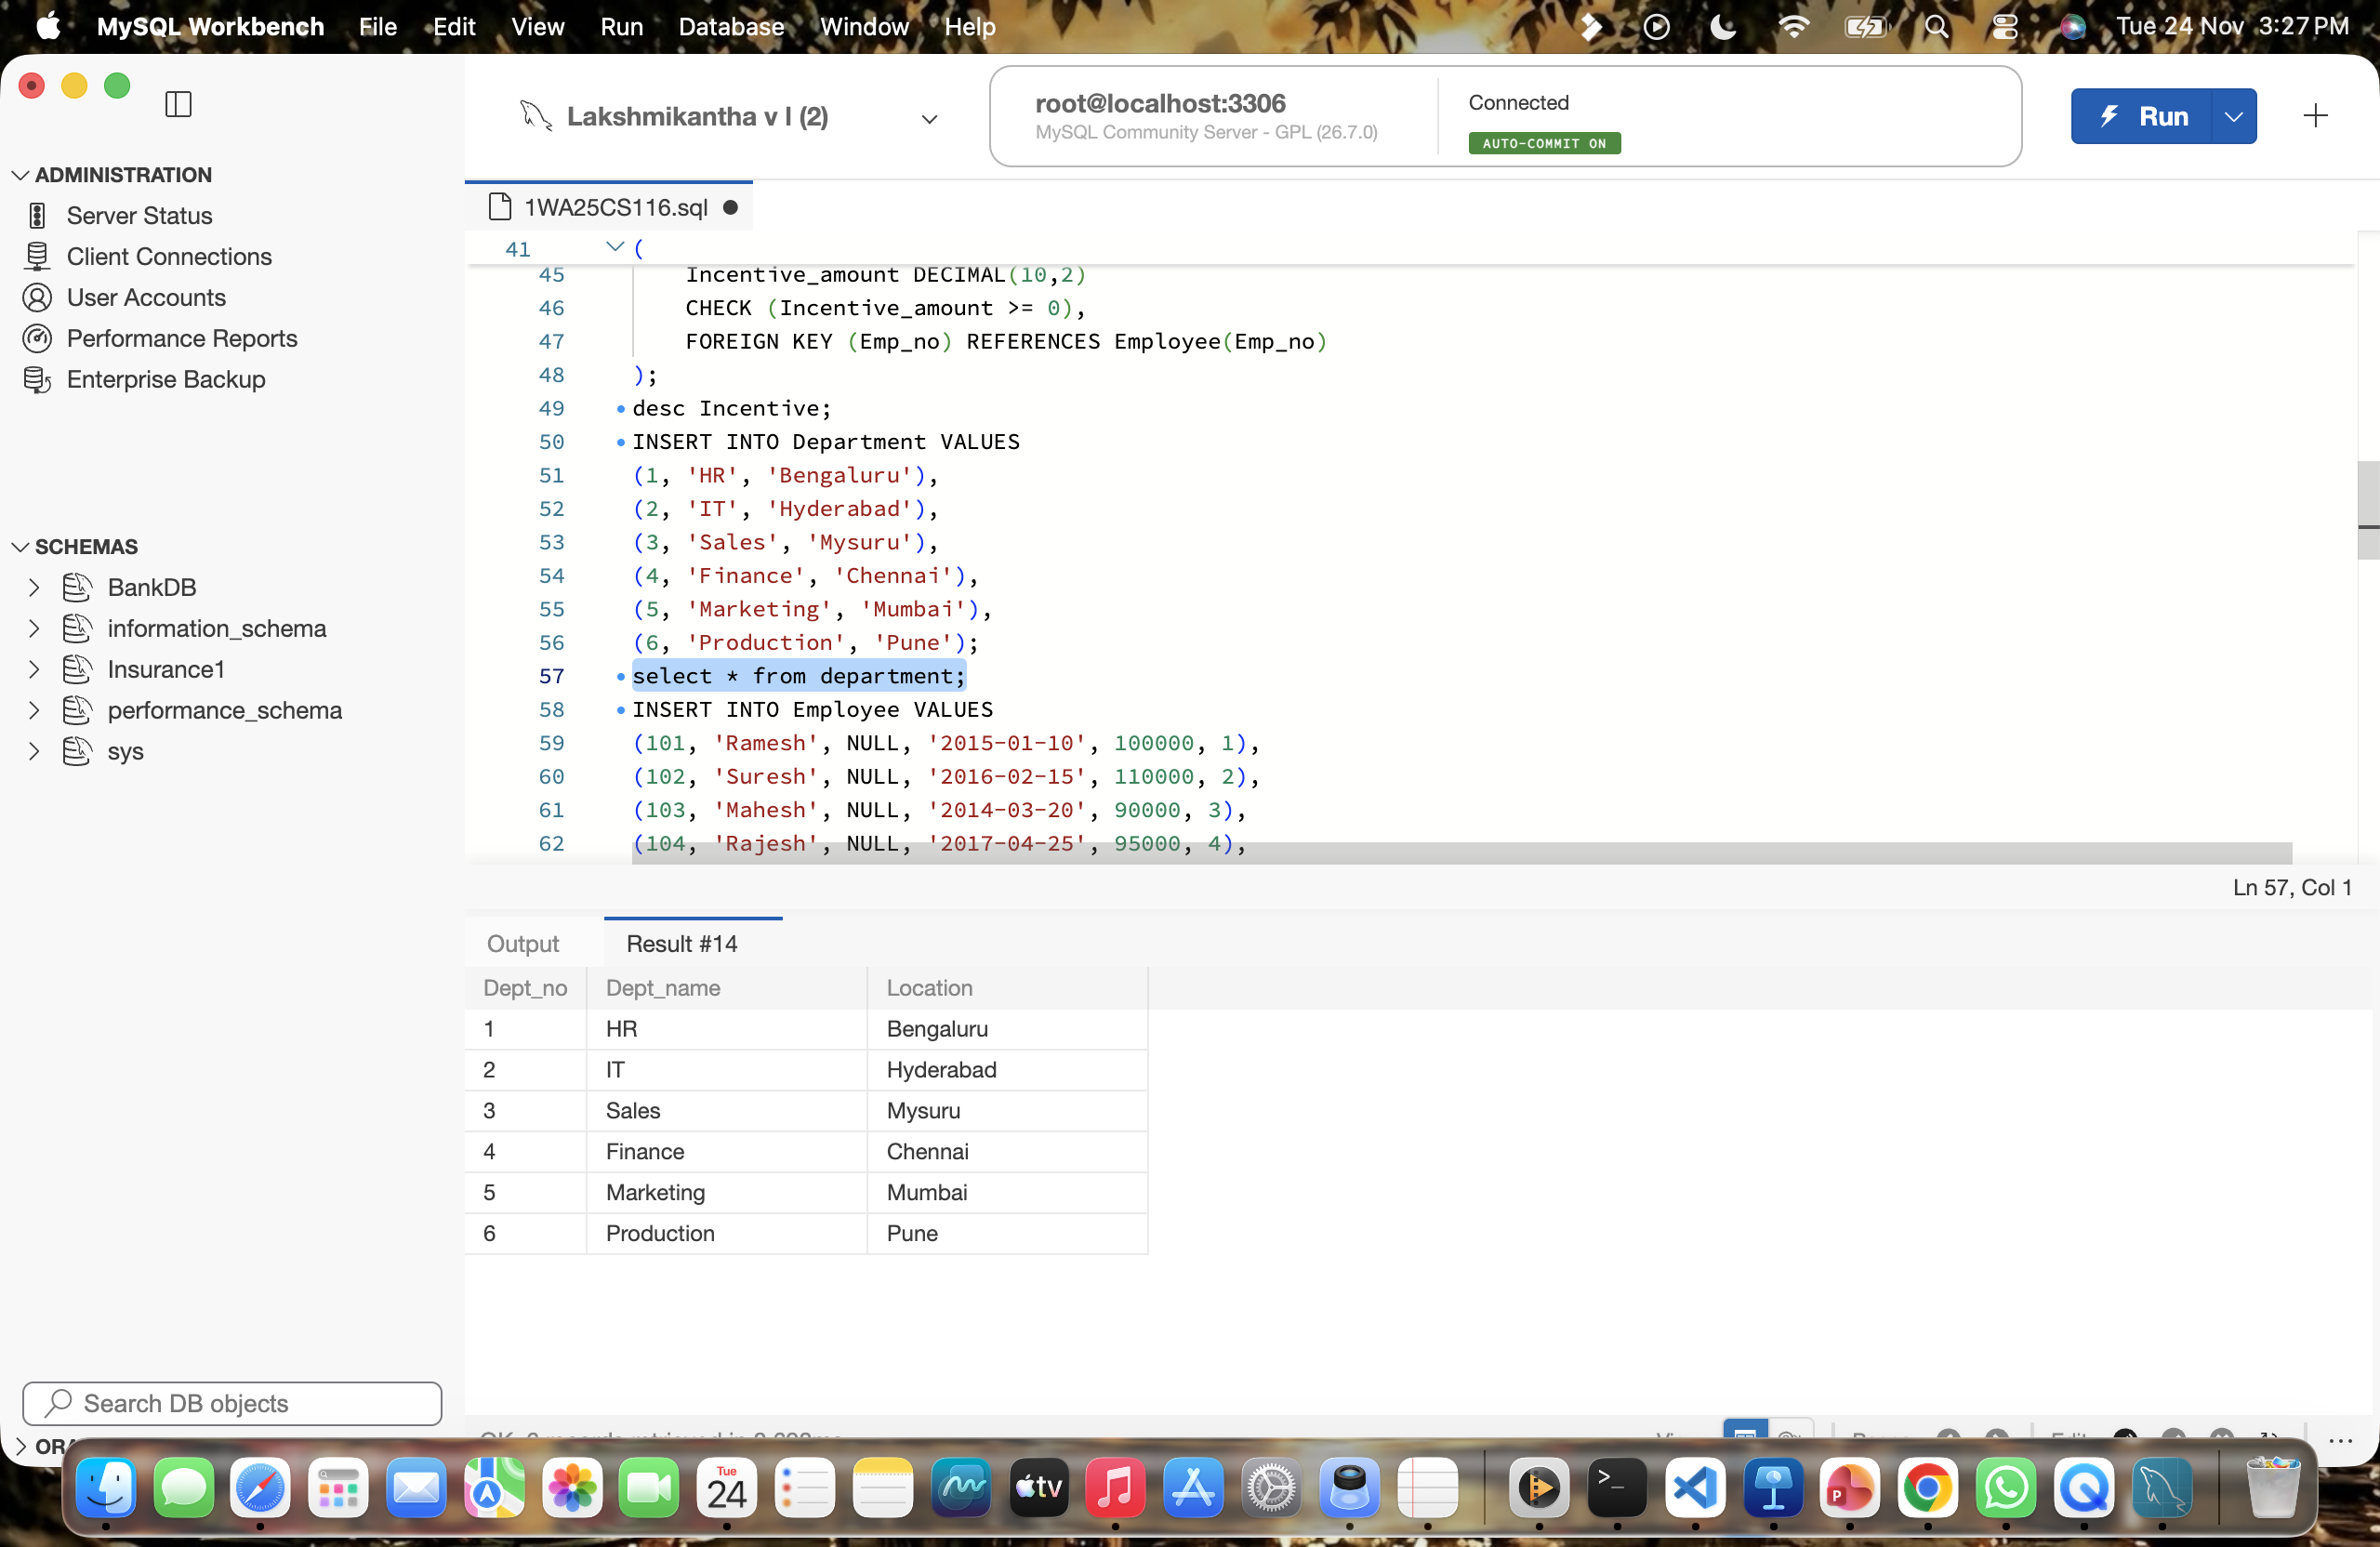 MySQL Workbench File Edit View Run Database Window Help Tue 24 Nov 3:27 PM
Lakshmikantha v l (2)
root@localhost:3306
MySQL Community Server - GPL (26.7.0)
Connected
AUTO-COMMIT ON
Run
ADMINISTRATION
Server Status
Client Connections
User Accounts
Performance Reports
Enterprise Backup
SCHEMAS
BankDB
information_schema
Insurance1
performance_schema
sys
Search DB objects
1WA25CS116.sql
41 (
45 Incentive_amount DECIMAL(10,2)
46 CHECK (Incentive_amount >= 0),
47 FOREIGN KEY (Emp_no) REFERENCES Employee(Emp_no)
48 );
49 desc Incentive;
50 INSERT INTO Department VALUES
51 (1, 'HR', 'Bengaluru'),
52 (2, 'IT', 'Hyderabad'),
53 (3, 'Sales', 'Mysuru'),
54 (4, 'Finance', 'Chennai'),
55 (5, 'Marketing', 'Mumbai'),
56 (6, 'Production', 'Pune');
57 select * from department;
58 INSERT INTO Employee VALUES
59 (101, 'Ramesh', NULL, '2015-01-10', 100000, 1),
60 (102, 'Suresh', NULL, '2016-02-15', 110000, 2),
61 (103, 'Mahesh', NULL, '2014-03-20', 90000, 3),
62 (104, 'Rajesh', NULL, '2017-04-25', 95000, 4),
Ln 57, Col 1
Output Result #14
Dept_no Dept_name Location
1 HR Bengaluru
2 IT Hyderabad
3 Sales Mysuru
4 Finance Chennai
5 Marketing Mumbai
6 Production Pune
Tue
24
tv